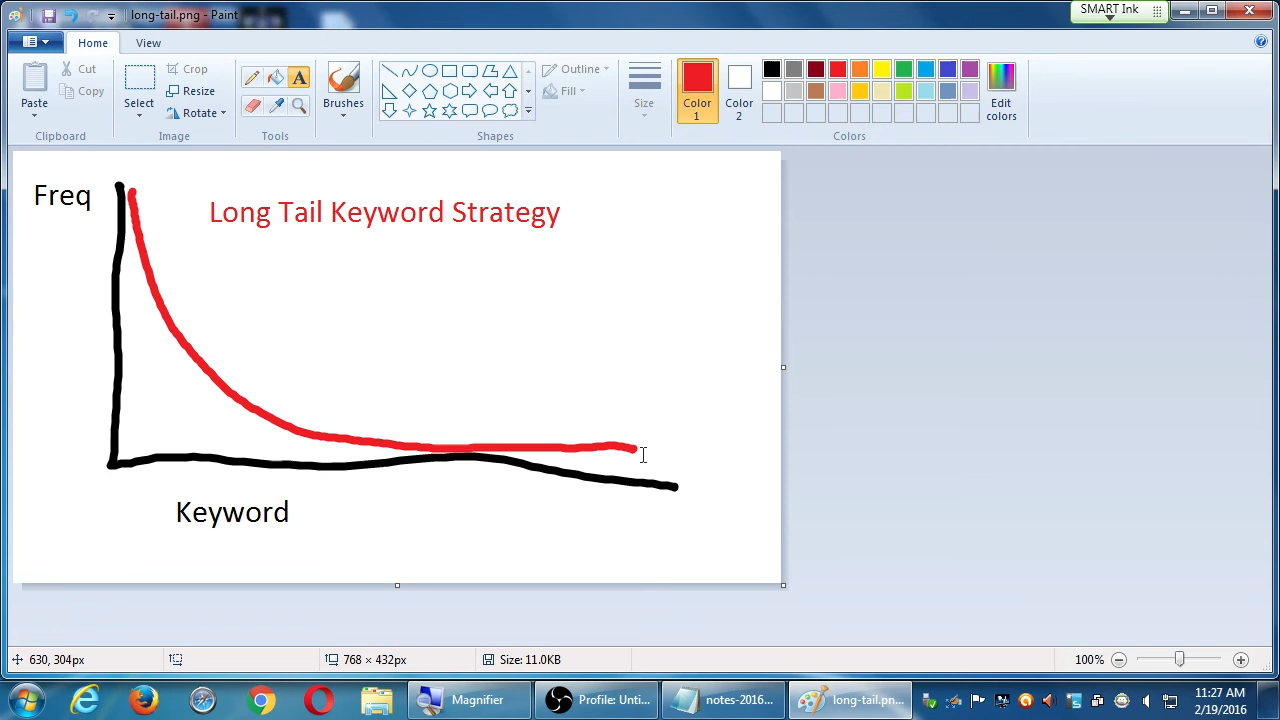 long-tail.png - Paint
SMART Ink
Home
View
Paste
Cut
Copy
Clipboard
Select
Crop
Resize
Rotate
Image
A
Tools
Brushes
Shapes
Outline
Fill
Size
Color 1
Color 2
Edit colors
Colors
Freq
Long Tail Keyword Strategy
Keyword
630, 304px
768 × 432px
Size: 11.0KB
100%
Magnifier
Profile: Unti...
notes-2016...
long-tail.pn...
11:27 AM
2/19/2016